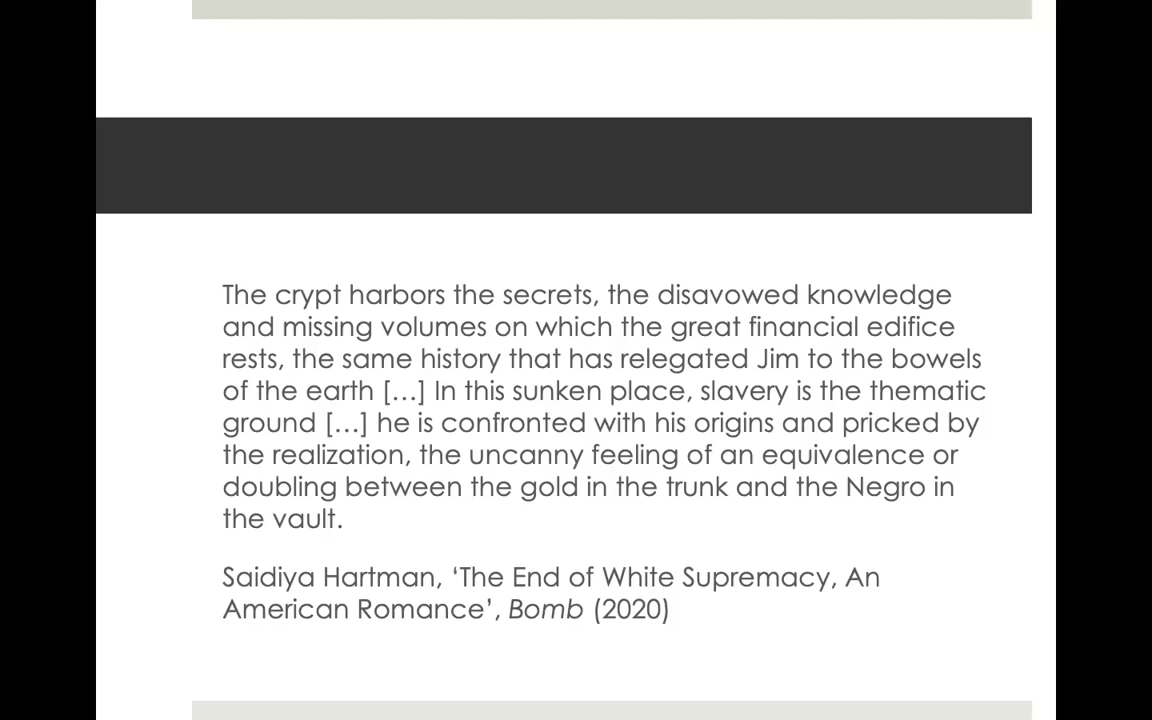 The crypt harbors the secrets, the disavowed knowledge
and missing volumes on which the great financial edifice
rests, the same history that has relegated Jim to the bowels
of the earth […] In this sunken place, slavery is the thematic
ground […] he is confronted with his origins and pricked by
the realization, the uncanny feeling of an equivalence or
doubling between the gold in the trunk and the Negro in
the vault.
Saidiya Hartman, ‘The End of White Supremacy, An
American Romance’, Bomb (2020)